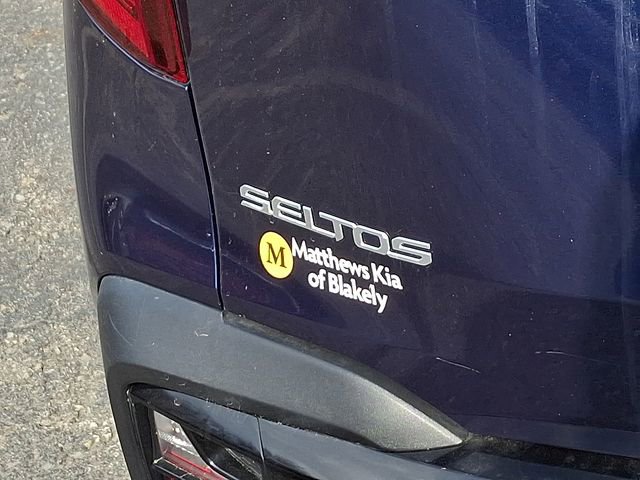 SELTOS
M
Matthews Kia
of Blakely